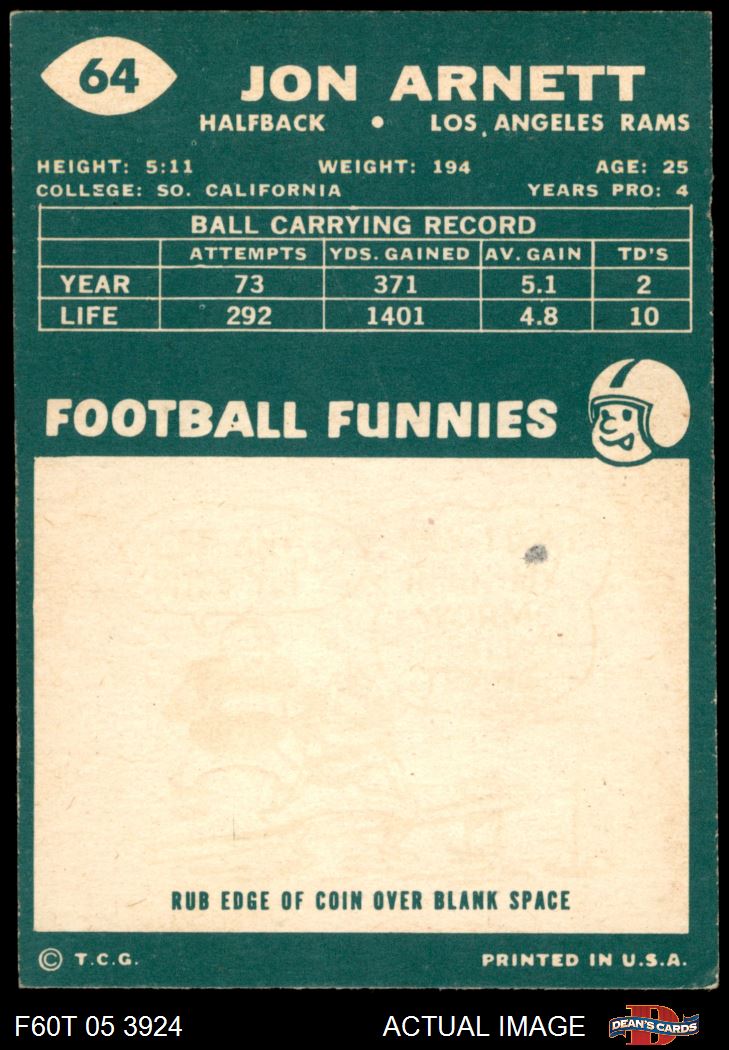 64
JON ARNETT
HALFBACK • LOS ANGELES RAMS
HEIGHT: 5:11 WEIGHT: 194 AGE: 25
COLLEGE: SO. CALIFORNIA YEARS PRO: 4
BALL CARRYING RECORD
ATTEMPTS YDS. GAINED AV. GAIN TD'S
YEAR 73 371 5.1 2
LIFE 292 1401 4.8 10
FOOTBALL FUNNIES
RUB EDGE OF COIN OVER BLANK SPACE
© T.C.G. PRINTED IN U.S.A.
F60T 05 3924 ACTUAL IMAGE DEAN'S CARDS